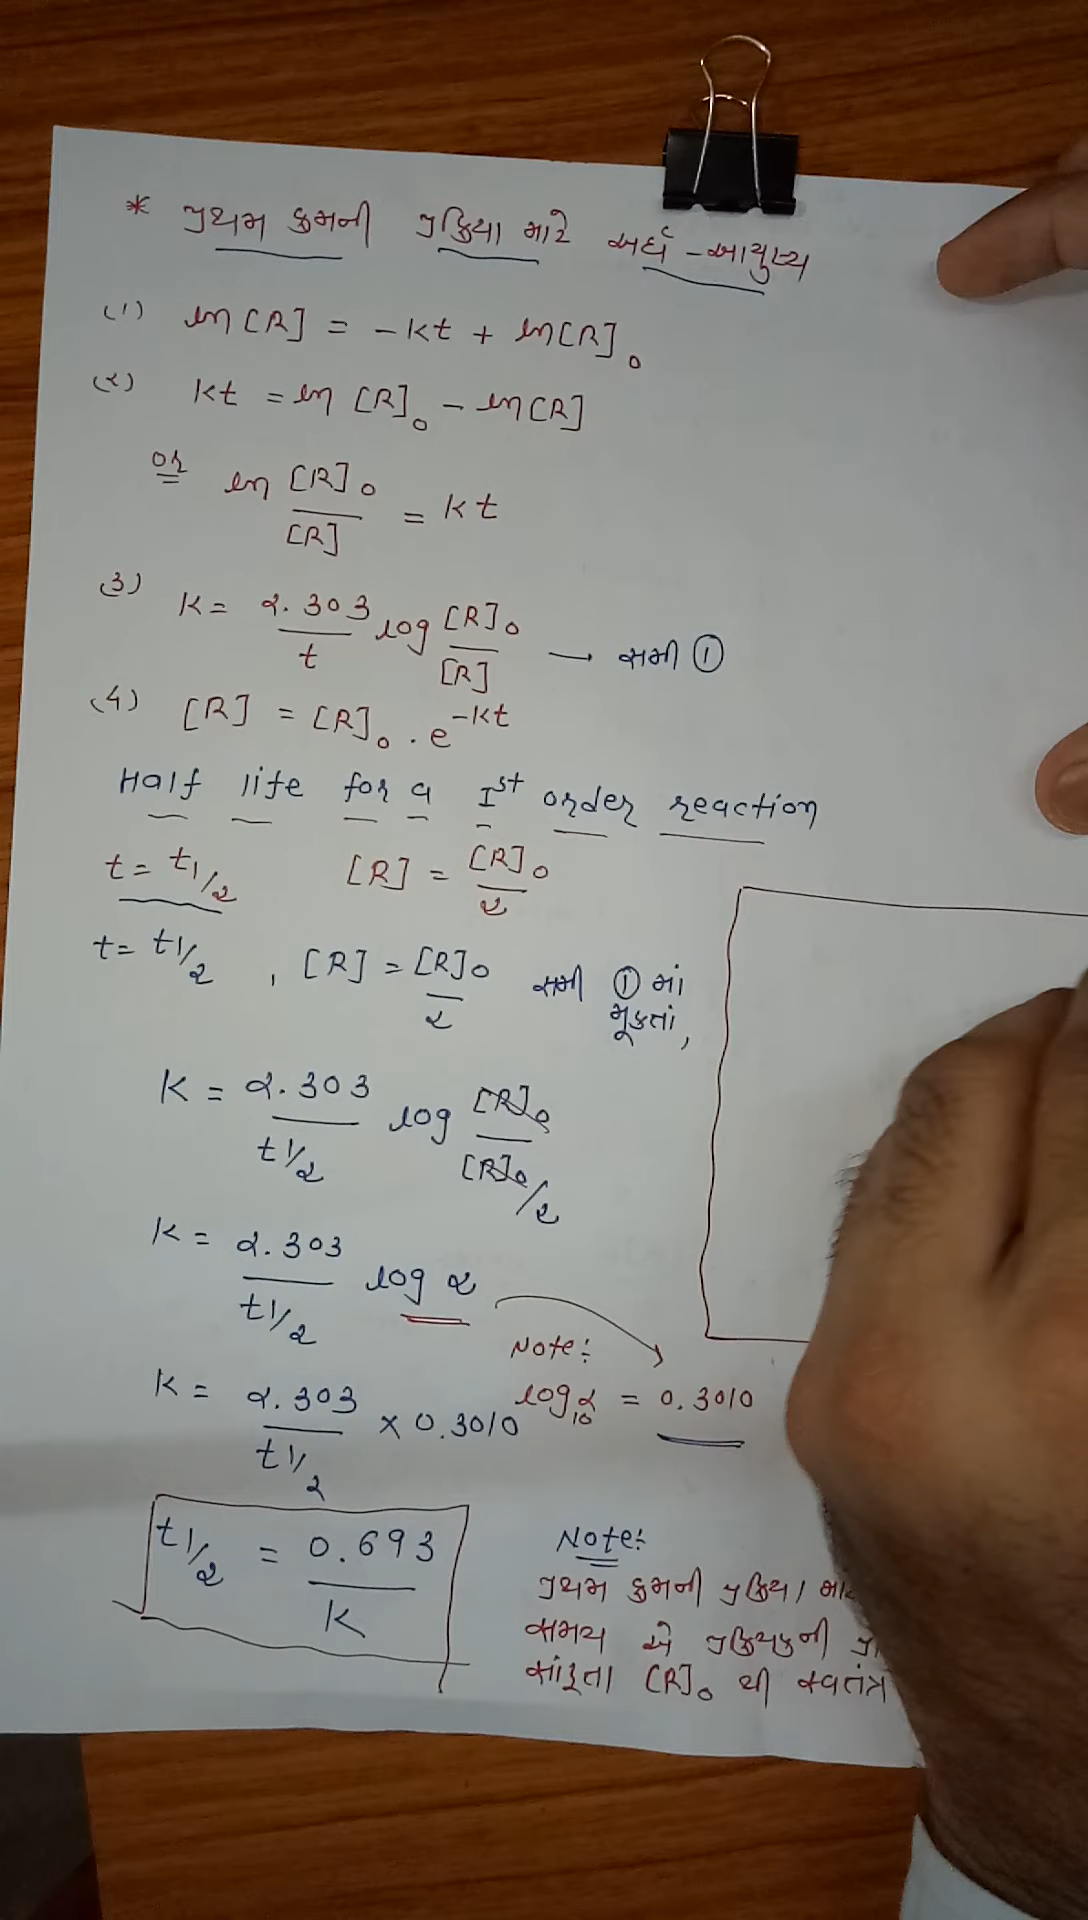 * પ્રથમ ક્રમની પ્રક્રિયા માટે અર્ધ-આયુષ્ય
(1) ln [R] = -kt + ln[R]₀
(2) kt = ln [R]₀ - ln[R]
or ln [R]₀/[R] = kt
(3) K = 2.303/t log [R]₀/[R] → સમી ①
(4) [R] = [R]₀ . e^-kt
Half life for a Ist order reaction
t = t1/2 [R] = [R]₀/2
t = t1/2 , [R] = [R]₀/2 સમી ① માં
મૂકતાં,
K = 2.303/t1/2 log [R]₀/[R]₀/2
K = 2.303/t1/2 log 2
Note:
K = 2.303/t1/2 × 0.3010
log₁₀2 = 0.3010
t1/2 = 0.693/K
Note:
પ્રથમ ક્રમની પ્રક્રિયા
સમય એ પ્રક્રિયકની
સાંદ્રતા [R]₀ થી સ્વતંત્ર